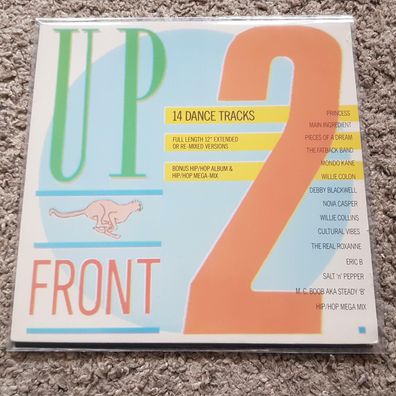 UP
FRONT
2
14 DANCE TRACKS
FULL LENGTH 12" EXTENDED
OR RE-MIXED VERSIONS
BONUS HIP/HOP ALBUM &
HIP/HOP MEGA-MIX
PRINCESS
MAIN INGREDIENT
PIECES OF A DREAM
THE FATBACK BAND
MONDO KANE
WILLIE COLON
DEBBY BLACKWELL
NOVA CASPER
WILLIE COLLINS
CULTURAL VIBES
THE REAL ROXANNE
ERIC B
SALT 'n' PEPPER
M. C. BOOB AKA STEADY 'B'
HIP/HOP MEGA MIX